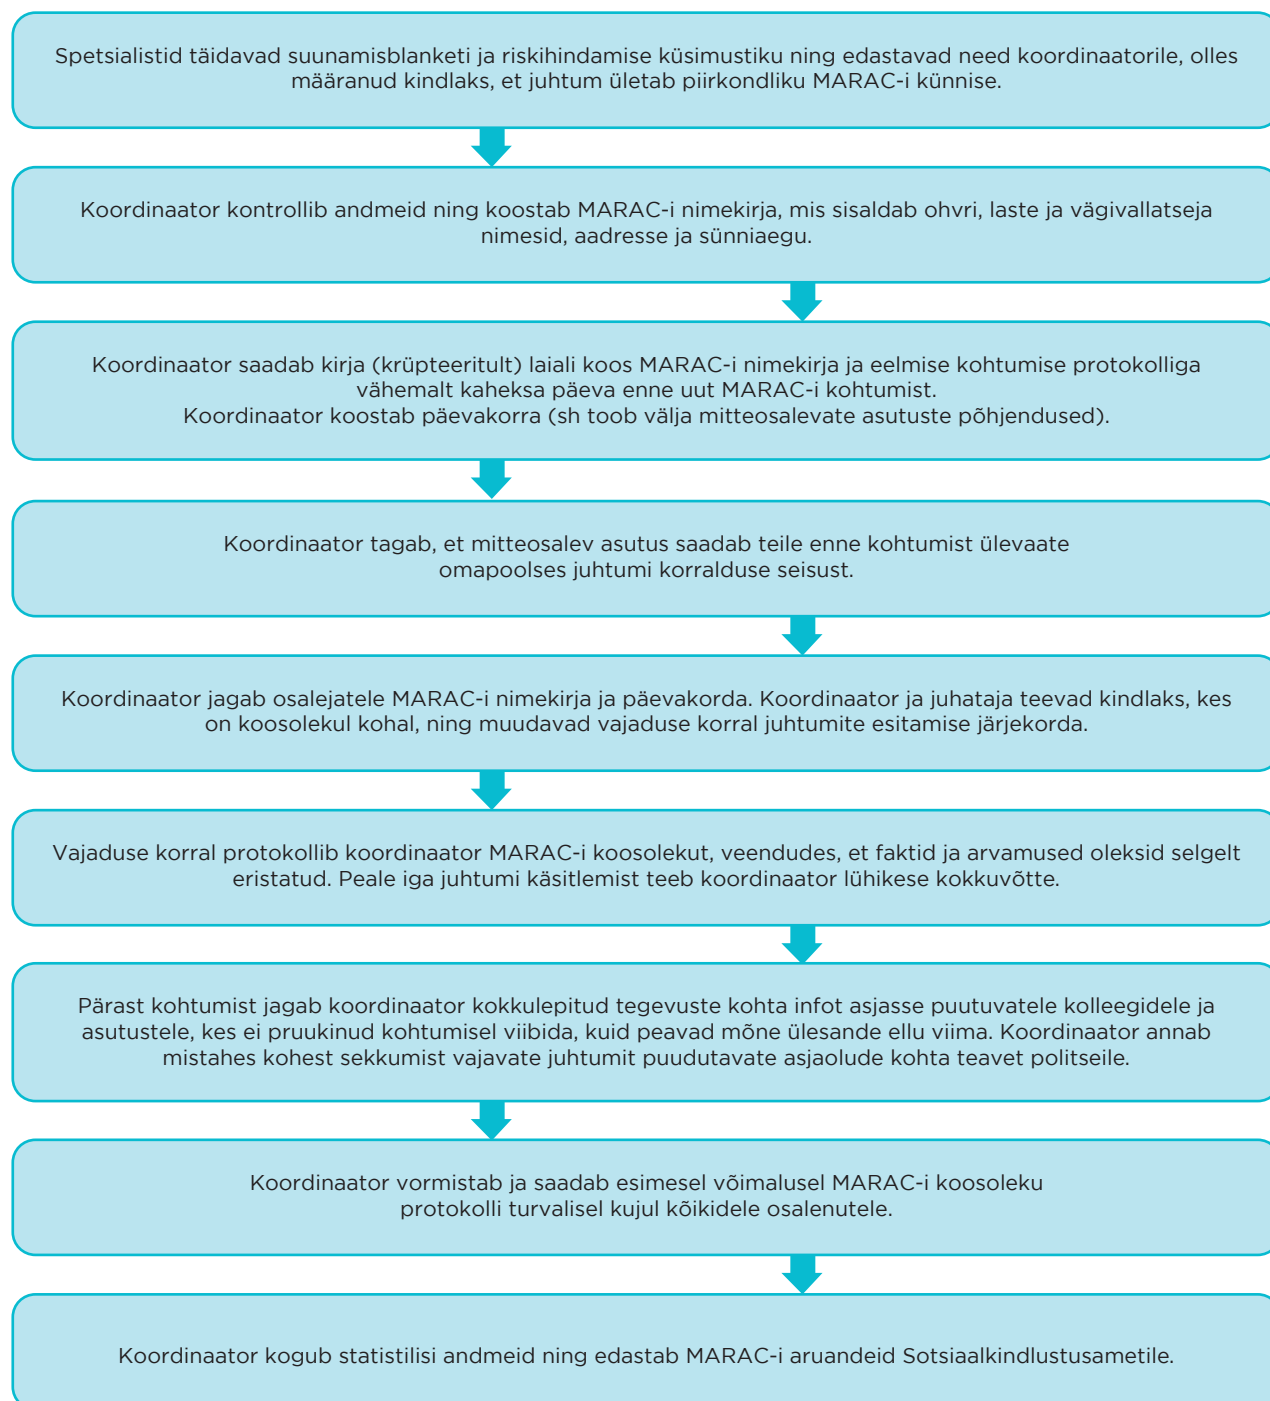 Spetsialistid täidavad suunamisblanketi ja riskihindamise küsimustiku ning edastavad need koordinaatorile, olles
määranud kindlaks, et juhtum ületab piirkondliku MARAC-i künnise.
Koordinaator kontrollib andmeid ning koostab MARAC-i nimekirja, mis sisaldab ohvri, laste ja vägivallatseja
nimesid, aadresse ja sünniaegu.
Koordinaator saadab kirja (krüpteeritult) laiali koos MARAC-i nimekirja ja eelmise kohtumise protokolliga
vähemalt kaheksa päeva enne uut MARAC-i kohtumist.
Koordinaator koostab päevakorra (sh toob välja mitteosalevate asutuste põhjendused).
Koordinaator tagab, et mitteosalev asutus saadab teile enne kohtumist ülevaate
omapoolses juhtumi korralduse seisust.
Koordinaator jagab osalejatele MARAC-i nimekirja ja päevakorda. Koordinaator ja juhataja teevad kindlaks, kes
on koosolekul kohal, ning muudavad vajaduse korral juhtumite esitamise järjekorda.
Vajaduse korral protokollib koordinaator MARAC-i koosolekut, veendudes, et faktid ja arvamused oleksid selgelt
eristatud. Peale iga juhtumi käsitlemist teeb koordinaator lühikese kokkuvõtte.
Pärast kohtumist jagab koordinaator kokkulepitud tegevuste kohta infot asjasse puutuvatele kolleegidele ja
asutustele, kes ei pruukinud kohtumisel viibida, kuid peavad mõne ülesande ellu viima. Koordinaator annab
mistahes kohest sekkumist vajavate juhtumit puudutavate asjaolude kohta teavet politseile.
Koordinaator vormistab ja saadab esimesel võimalusel MARAC-i koosoleku
protokolli turvalisel kujul kõikidele osalenutele.
Koordinaator kogub statistilisi andmeid ning edastab MARAC-i aruandeid Sotsiaalkindlustusametile.